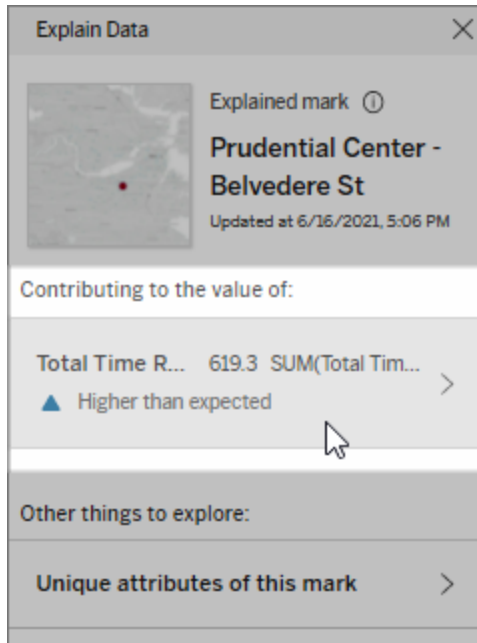 Explain Data
Explained mark
Prudential Center -
Belvedere St
Updated at 6/16/2021, 5:06 PM
Contributing to the value of:
Total Time R... 619.3 SUM(Total Tim...
Higher than expected
Other things to explore:
Unique attributes of this mark